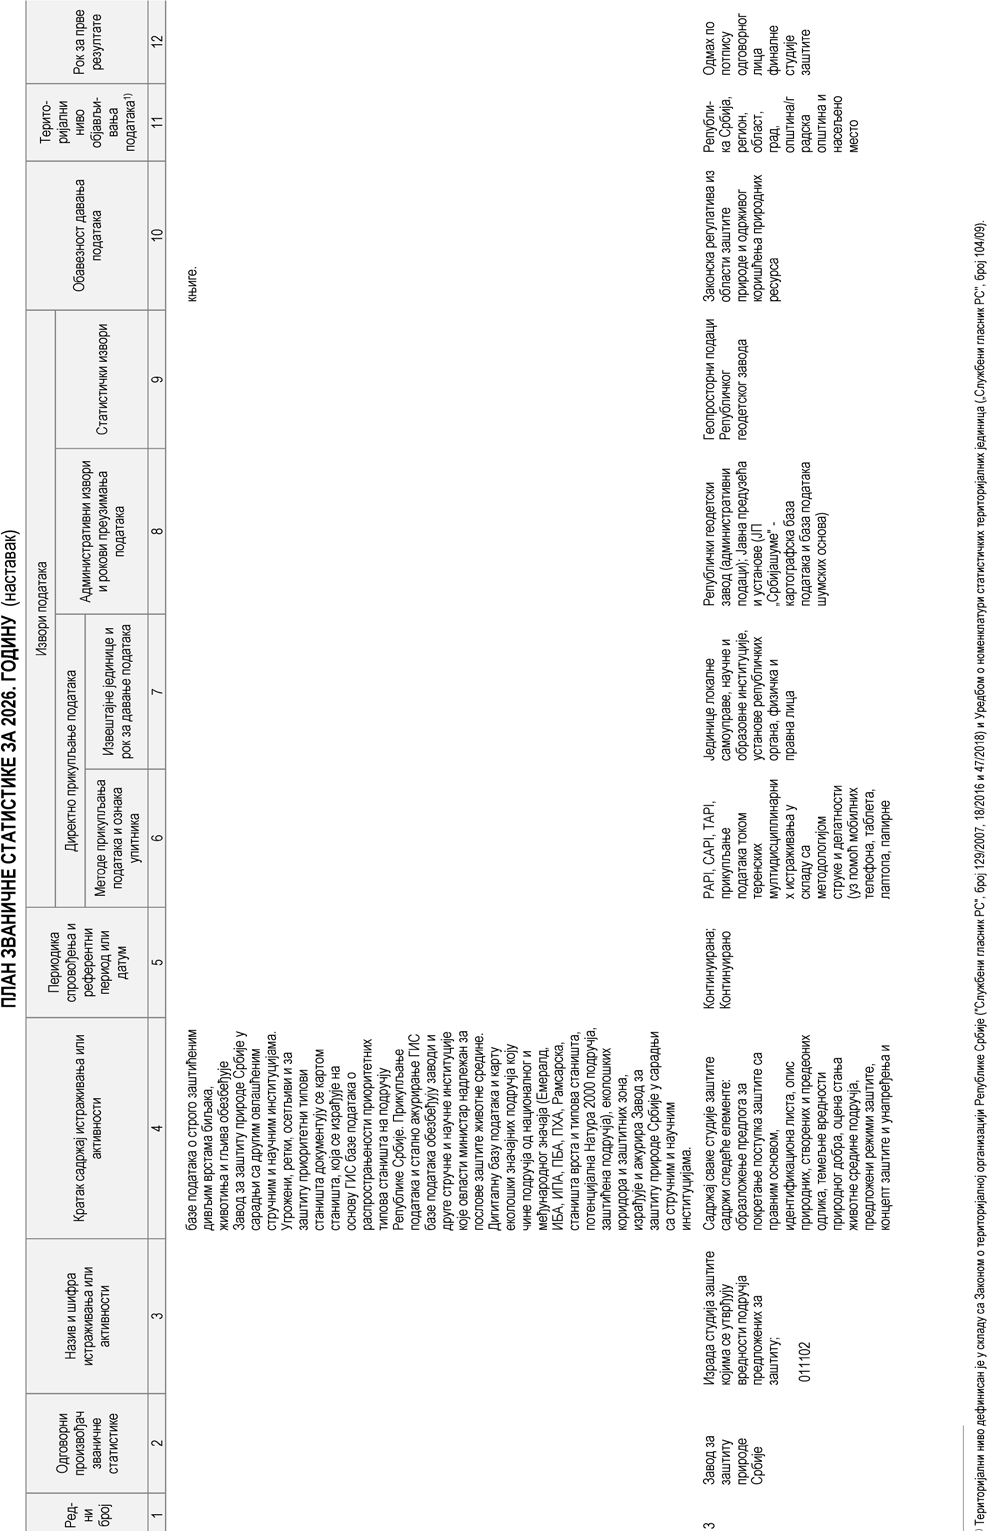 ПЛАН ЗВАНИЧНЕ СТАТИСТИКЕ ЗА 2026. ГОДИНУ (наставак)
Ред-
ни
број
Одговорни
произвођач
званичне
статистике
Назив и шифра
истраживања или
активности
Кратак садржај истраживања или
активности
Периодика
спровођења и
референтни
период или
датум
Извори података
Директно прикупљање података
Методе прикупљања
података и ознака
упитника
Извештајне јединице и
рок за давање података
Административни извори
и рокови преузимања
података
Статистички извори
Обавезност давања
података
Терито-
ријални
ниво
објављи-
вања
података1)
Рок за прве
резултате
1
2
3
4
5
6
7
8
9
10
11
12
базе података о строго заштићеним
дивљим врстама биљака,
животиња и гљива обезбеђује
Завод за заштиту природе Србије у
сарадњи са другим овлашћеним
стручним и научним институцијама.
Угрожени, ретки, осетљиви и за
заштиту приоритетни типови
станишта документују се картом
станишта, која се израђује на
основу ГИС базе података о
распрострањености приоритетних
типова станишта на подручју
Републике Србије. Прикупљање
података и стално ажурирање ГИС
базе података обезбеђују заводи и
друге стручне и научне институције
које овласти министар надлежан за
послове заштите животне средине.
Дигиталну базу података и карту
еколошки значајних подручја коју
чине подручја од националног и
међународног значаја (Емералд,
ИБА, ИПА, ПБА, ПХА, Рамсарска,
станишта врста и типова станишта,
потенцијална Натура 2000 подручја,
заштићена подручја), еколошких
коридора и заштитних зона,
израђује и ажурира Завод за
заштиту природе Србије у сарадњи
са стручним и научним
институцијама.
књиге.
3
Завод за
заштиту
природе
Србије
Израда студија заштите
којима се утврђују
вредности подручја
предложених за
заштиту;
011102
Садржај сваке студије заштите
садржи следеће елементе:
образложење предлога за
покретање поступка заштите са
правним основом,
идентификациона листа, опис
природних, створених и предеоних
одлика, темељне вредности
природног добра, оцена стања
животне средине подручја,
предложени режими заштите,
концепт заштите и унапређења и
Континуирана;
Континуирано
PAPI, CAPI, TAPI,
прикупљање
података током
теренских
мултидисциплинарни
х истраживања у
складу са
методологијом
струке и делатности
(уз помоћ мобилних
телефона, таблета,
лаптопа, папирне
Јединице локалне
самоуправе, научне и
образовне институције,
установе републичких
органа, физичка и
правна лица
Републички геодетски
завод (административни
подаци); Јавна предузећа
и установе (ЈП
„Србијашуме" -
картографска база
података и база података
шумских основа)
Геопросторни подаци
Републичког
геодетског завода
Законска регулатива из
области заштите
природе и одрживог
коришћења природних
ресурса
Републи-
ка Србија,
регион,
област,
град,
општина/г
радска
општина и
насељено
место
Одмах по
потпису
одговорног
лица
финалне
студије
заштите
) Територијални ниво дефинисан је у складу са Законом о територијалној организацији Републике Србије ("Службени гласник РС", број 129/2007, 18/2016 и 47/2018) и Уредбом о номенклатури статистичких територијалних јединица („Службени гласник РС", број 104/09).